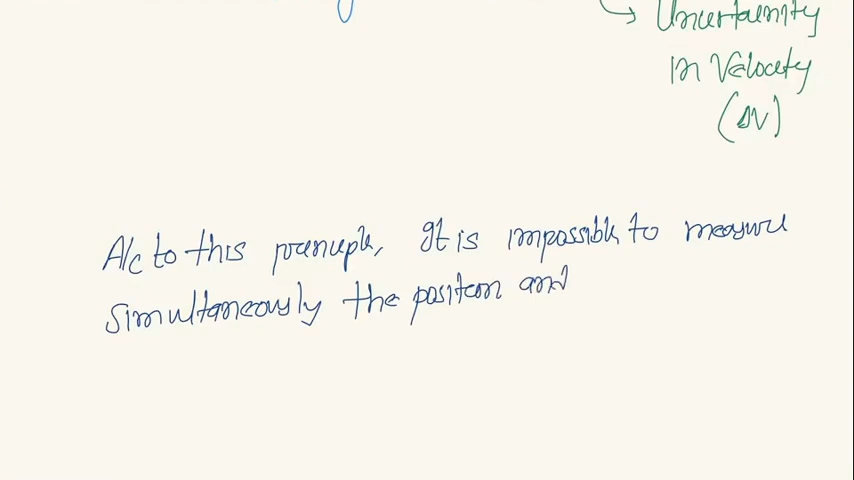 Uncertainity
in Velocity
(ΔV)
A/c to this principle, It is impossible to measure
simultaneously the position and